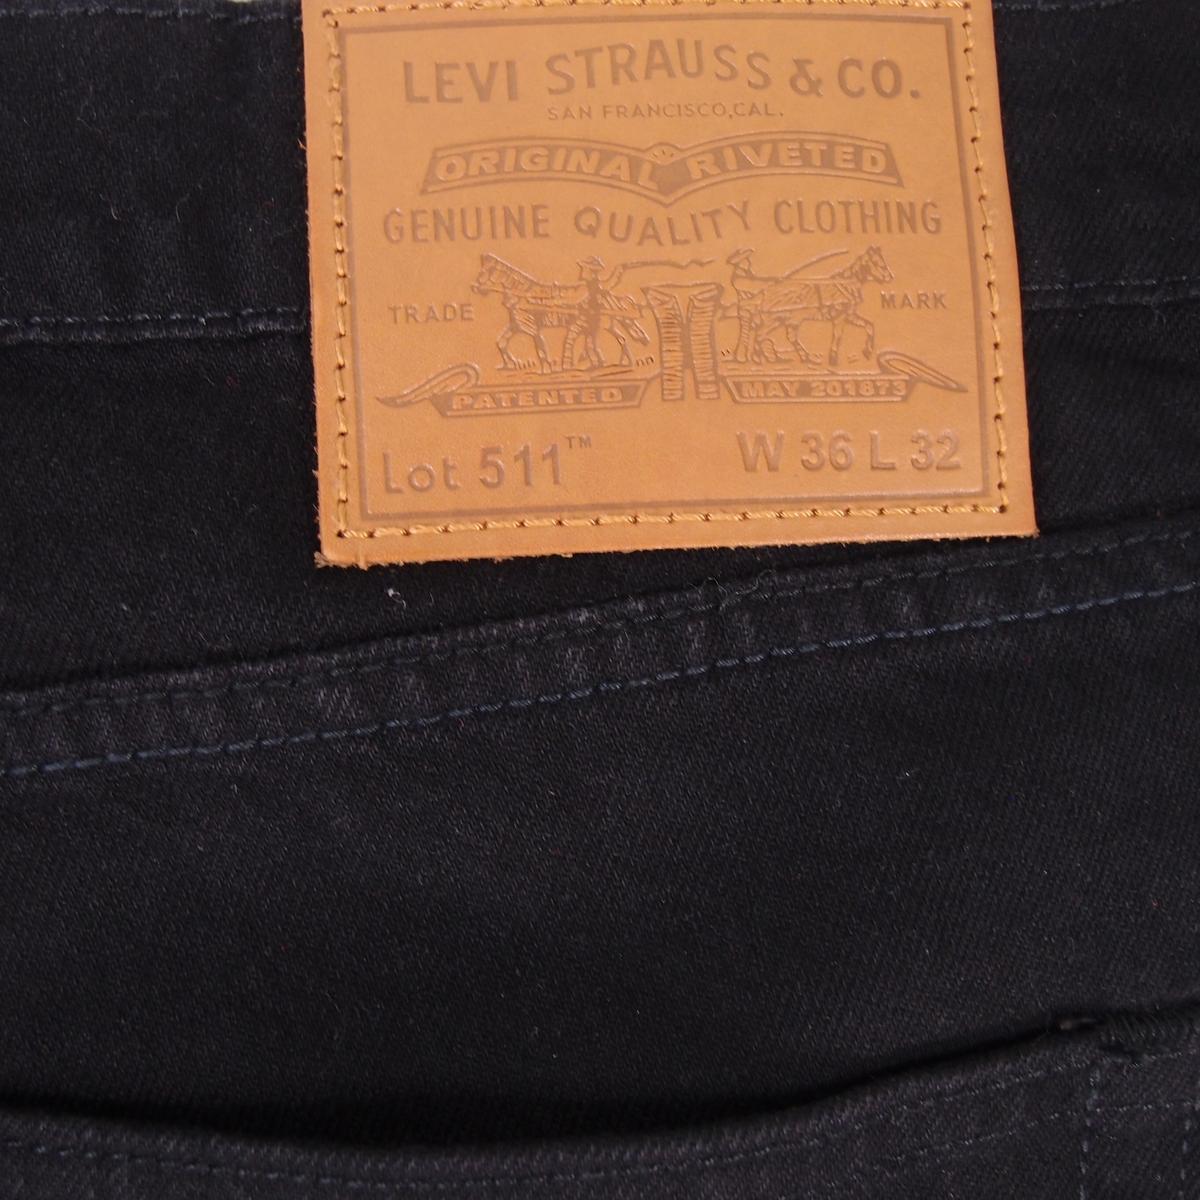 LEVI STRAUSS & CO.
SAN FRANCISCO, CAL.
ORIGINAL RIVETED
GENUINE QUALITY CLOTHING
TRADE MARK
PATENTED MAY 201873
Lot 511™ W 36 L 32